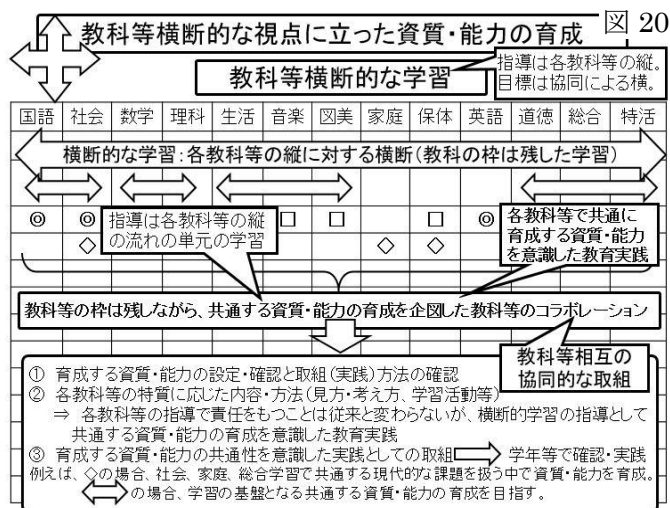 図 20
教科等横断的な視点に立った資質・能力の育成
教科等横断的な学習
指導は各教科等の縦。
目標は協同による横。
国語 社会 数学 理科 生活 音楽 図美 家庭 保体 英語 道徳 総合 特活
横断的な学習:各教科等の縦に対する横断(教科の枠は残した学習)
◎ ◎ □ □ □ ◎
指導は各教科等の縦
の流れの単元の学習
各教科等で共通に
育成する資質・能力
を意識した教育実践
◇ ◇ ◇
教科等の枠は残しながら、共通する資質・能力の育成を企図した教科等のコラボレーション
教科等相互の
協同的な取組
① 育成する資質・能力の設定・確認と取組(実践)方法の確認
② 各教科等の特質に応じた内容・方法(見方・考え方、学習活動等)
⇒ 各教科等の指導で責任をもつことは従来と変わらないが、横断的学習の指導として
共通する資質・能力の育成を意識した教育実践
③ 育成する資質・能力の共通性を意識した実践としての取組 学年等で確認・実践
例えば、◇の場合、社会、家庭、総合学習で共通する現代的な課題を扱う中で資質・能力を育成。
の場合、学習の基盤となる共通する資質・能力の育成を目指す。